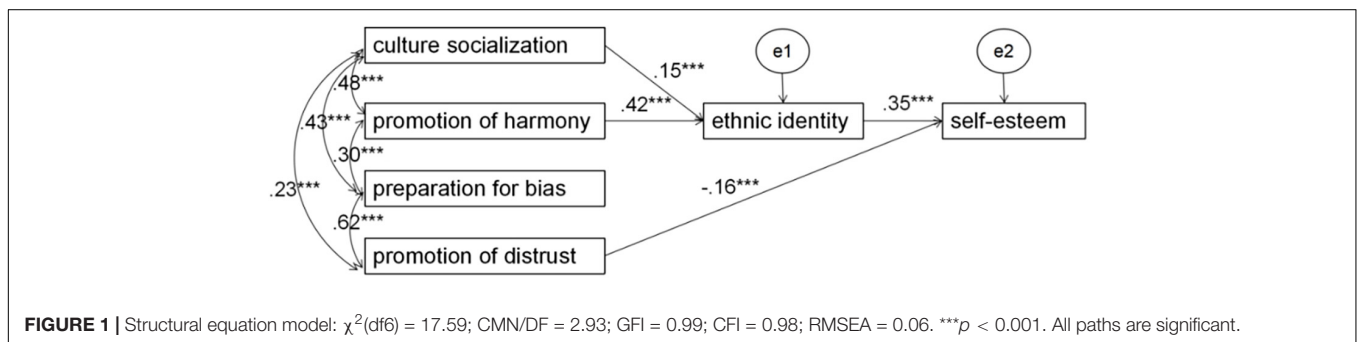 culture socialization
e1
e2
.15***
.48***
promotion of harmony
.42***
ethnic identity
.35***
self-esteem
.43***
.30***
.23***
preparation for bias
-.16***
.62***
promotion of distrust
FIGURE 1 | Structural equation model: χ²(df6) = 17.59; CMN/DF = 2.93; GFI = 0.99; CFI = 0.98; RMSEA = 0.06. ***p < 0.001. All paths are significant.